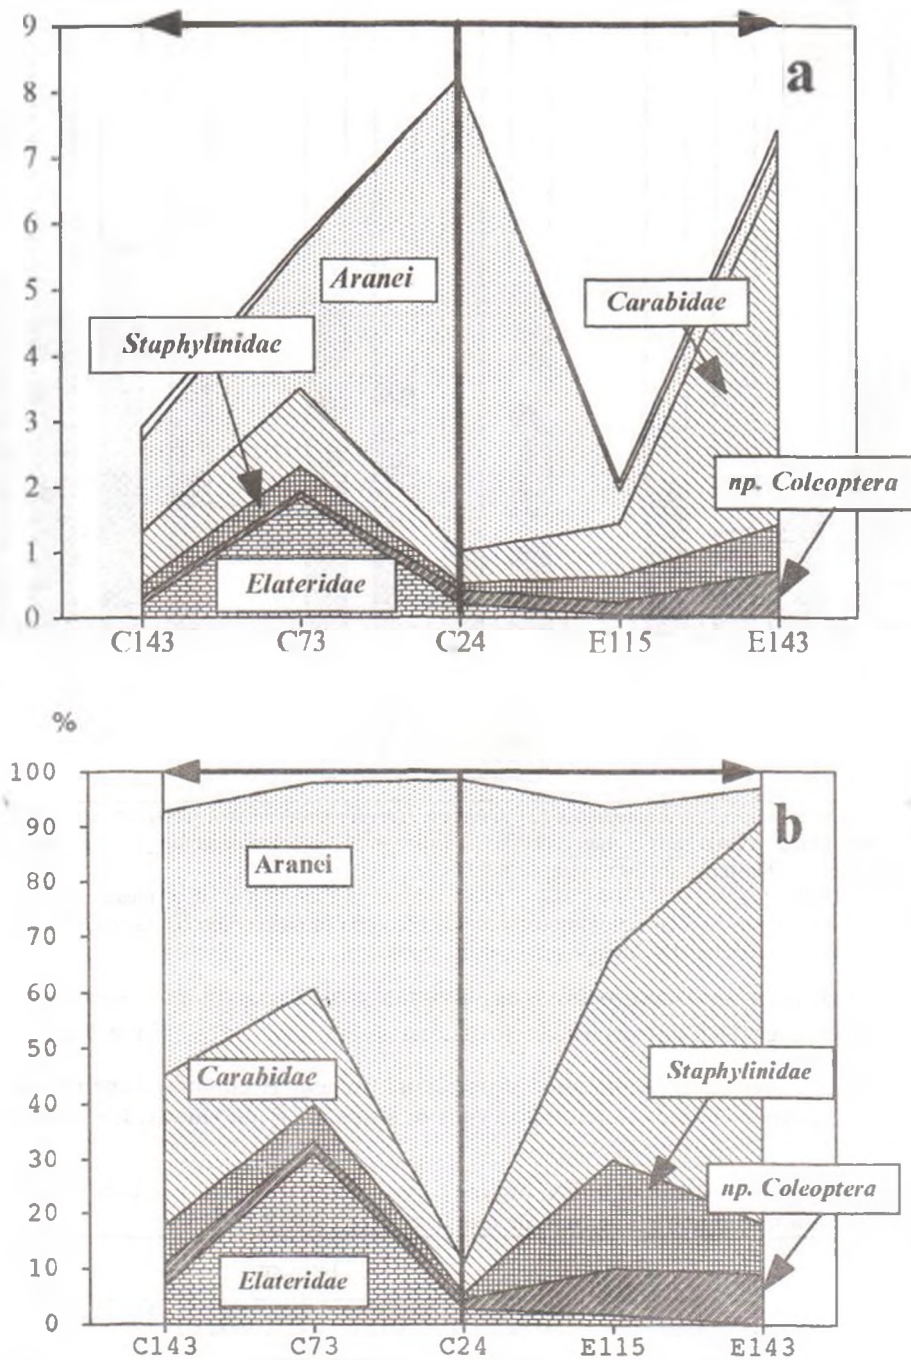 9
a
8
7
6
Aranei
5
Carabidae
Staphylinidae
4
3
np. Coleoptera
2
1
Elateridae
0
C143 C73 C24 E115 E143
%
100
b
90
Aranei
80
70
60
50
Staphylinidae
Carabidae
40
30
np. Coleoptera
20
10
Elateridae
0
C143 C73 C24 E115 E143